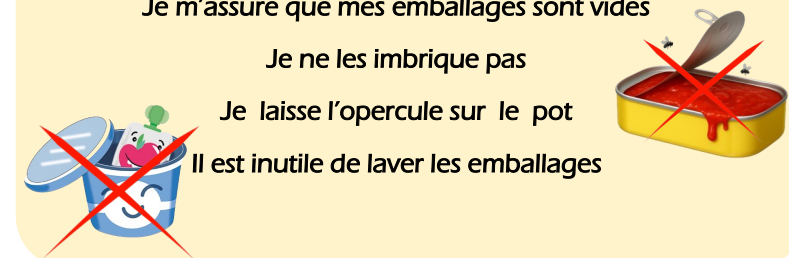 Je m'assure que mes emballages sont vides
Je ne les imbrique pas
Je laisse l'opercule sur le pot
Il est inutile de laver les emballages